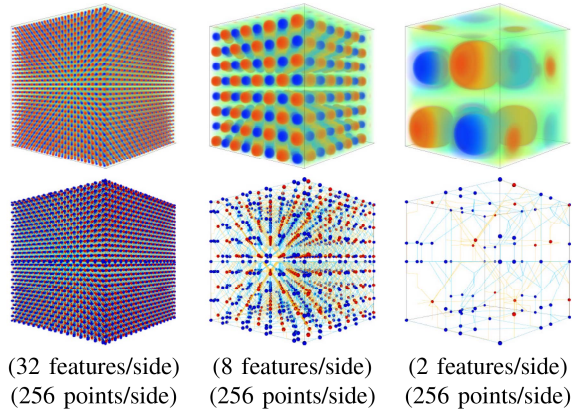 (32 features/side) (8 features/side) (2 features/side)
(256 points/side) (256 points/side) (256 points/side)